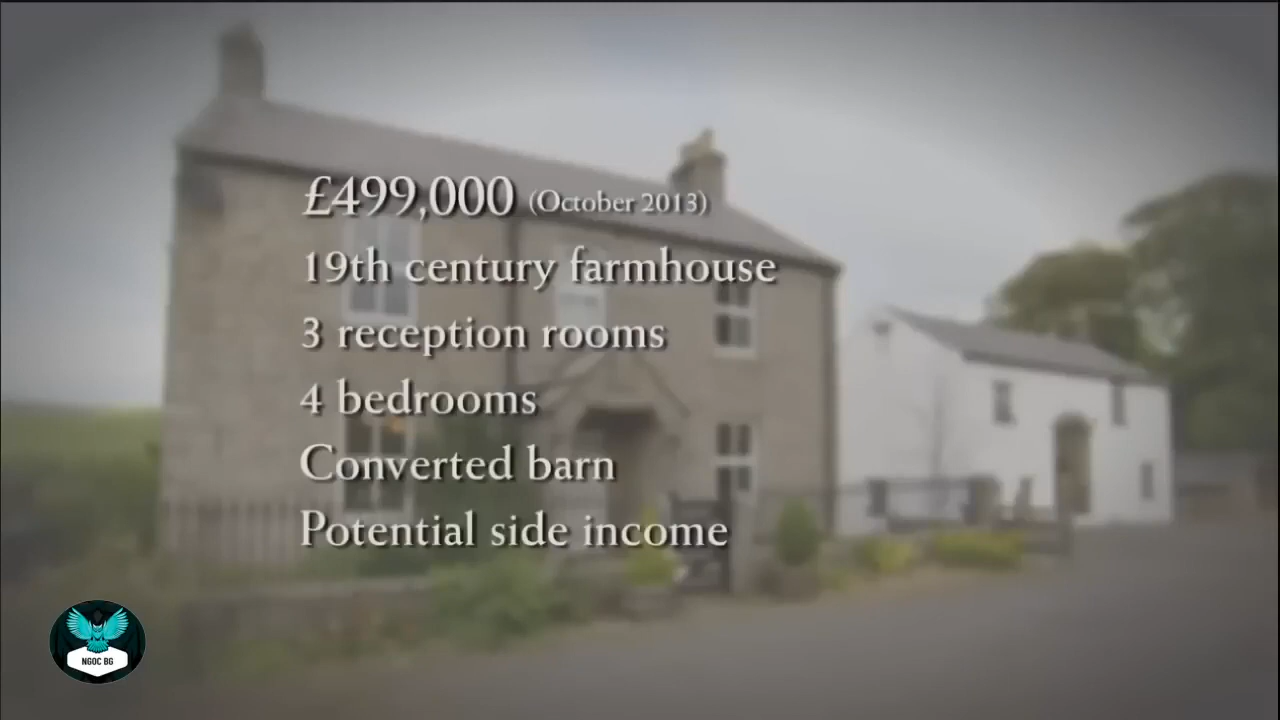 £499,000 (October 2013)
19th century farmhouse
3 reception rooms
4 bedrooms
Converted barn
Potential side income
NGOC BG